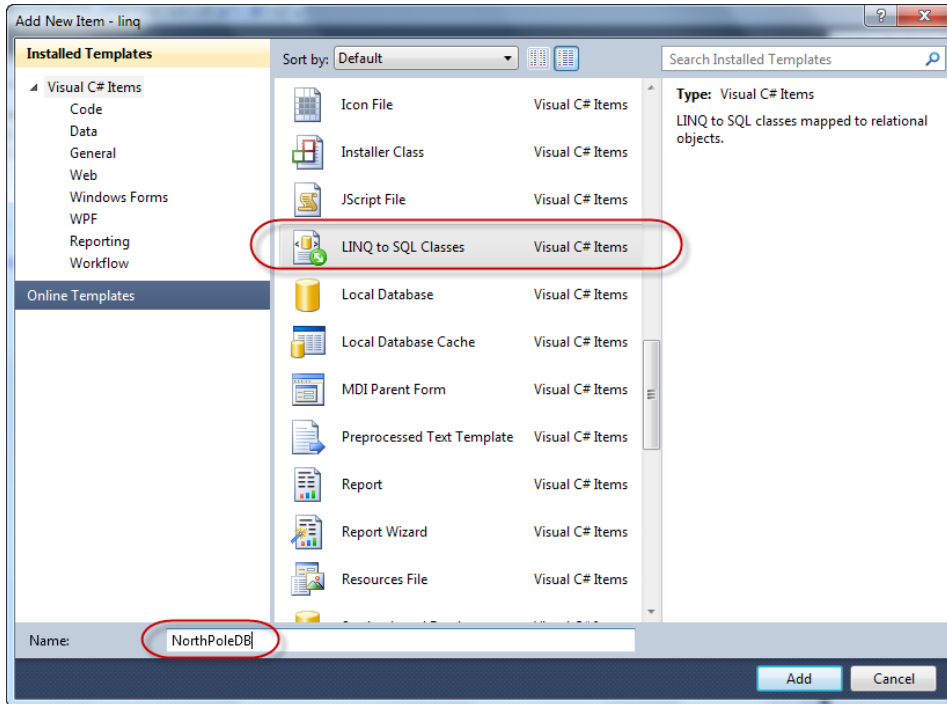 Add New Item - linq
Installed Templates
Visual C# Items
Code
Data
General
Web
Windows Forms
WPF
Reporting
Workflow
Online Templates
Sort by: Default
Icon File Visual C# Items
Installer Class Visual C# Items
JScript File Visual C# Items
LINQ to SQL Classes Visual C# Items
Local Database Visual C# Items
Local Database Cache Visual C# Items
MDI Parent Form Visual C# Items
Preprocessed Text Template Visual C# Items
Report Visual C# Items
Report Wizard Visual C# Items
Resources File Visual C# Items
Search Installed Templates
Type: Visual C# Items
LINQ to SQL classes mapped to relational
objects.
Name: NorthPoleDB
Add Cancel